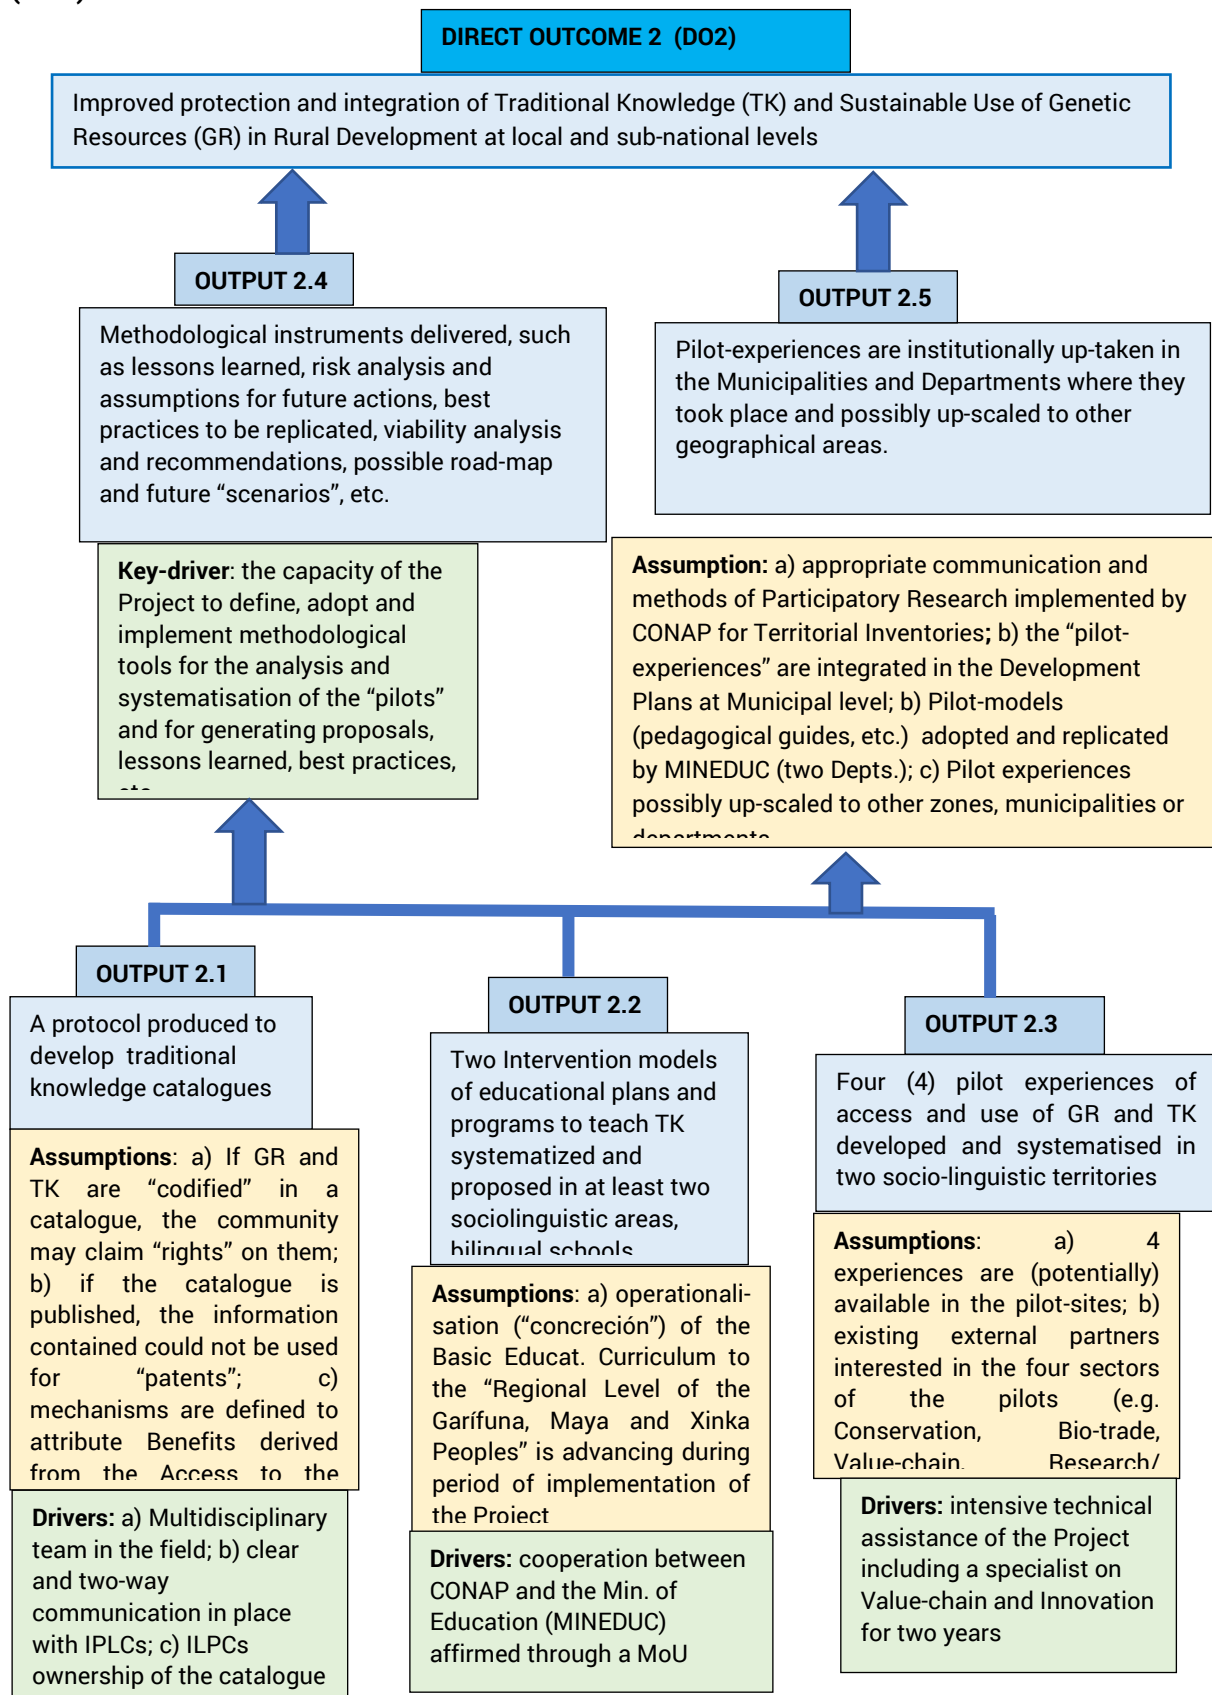 DIRECT OUTCOME 2 (DO2)
Improved protection and integration of Traditional Knowledge (TK) and Sustainable Use of Genetic
Resources (GR) in Rural Development at local and sub-national levels
OUTPUT 2.4
Methodological instruments delivered, such
as lessons learned, risk analysis and
assumptions for future actions, best
practices to be replicated, viability analysis
and recommendations, possible road-map
and future “scenarios”, etc.
Key-driver: the capacity of the
Project to define, adopt and
implement methodological
tools for the analysis and
systematisation of the “pilots”
and for generating proposals,
lessons learned, best practices,
etc
OUTPUT 2.5
Pilot-experiences are institutionally up-taken in
the Municipalities and Departments where they
took place and possibly up-scaled to other
geographical areas.
Assumption: a) appropriate communication and
methods of Participatory Research implemented by
CONAP for Territorial Inventories; b) the “pilot-
experiences” are integrated in the Development
Plans at Municipal level; b) Pilot-models
(pedagogical guides, etc.) adopted and replicated
by MINEDUC (two Depts.); c) Pilot experiences
possibly up-scaled to other zones, municipalities or
departments
OUTPUT 2.1
A protocol produced to
develop traditional
knowledge catalogues
Assumptions: a) If GR and
TK are “codified” in a
catalogue, the community
may claim “rights” on them;
b) if the catalogue is
published, the information
contained could not be used
for “patents”; c)
mechanisms are defined to
attribute Benefits derived
from the Access to the
Drivers: a) Multidisciplinary
team in the field; b) clear
and two-way
communication in place
with IPLCs; c) ILPCs
ownership of the catalogue
OUTPUT 2.2
Two Intervention models
of educational plans and
programs to teach TK
systematized and
proposed in at least two
sociolinguistic areas,
bilingual schools
Assumptions: a) operationali-
sation (“concreción”) of the
Basic Educat. Curriculum to
the “Regional Level of the
Garífuna, Maya and Xinka
Peoples” is advancing during
period of implementation of
the Project
Drivers: cooperation between
CONAP and the Min. of
Education (MINEDUC)
affirmed through a MoU
OUTPUT 2.3
Four (4) pilot experiences of
access and use of GR and TK
developed and systematised in
two socio-linguistic territories
Assumptions: a) 4
experiences are (potentially)
available in the pilot-sites; b)
existing external partners
interested in the four sectors
of the pilots (e.g.
Conservation, Bio-trade,
Value-chain, Research/
Drivers: intensive technical
assistance of the Project
including a specialist on
Value-chain and Innovation
for two years